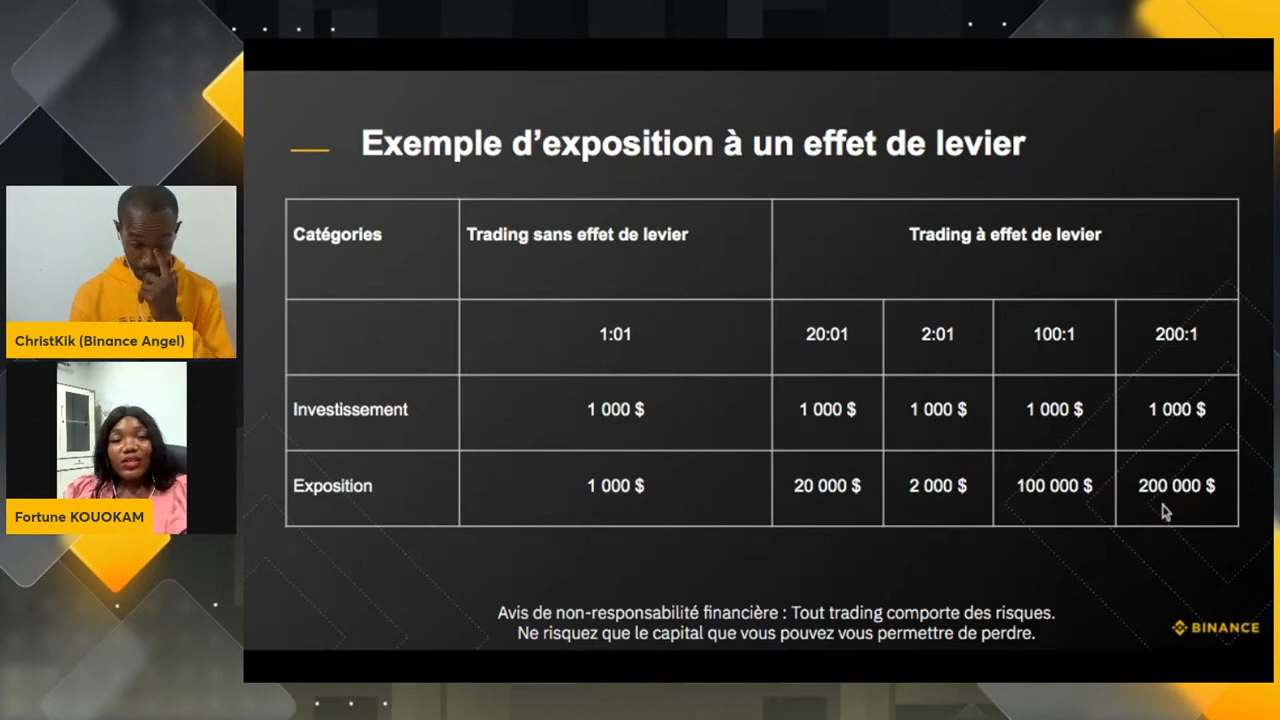 Exemple d’exposition à un effet de levier
Catégories
Trading sans effet de levier
Trading à effet de levier
1:01
20:01
2:01
100:1
200:1
Investissement
1 000 $
1 000 $
1 000 $
1 000 $
1 000 $
Exposition
1 000 $
20 000 $
2 000 $
100 000 $
200 000 $
ChristKik (Binance Angel)
Fortune KOUOKAM
Avis de non-responsabilité financière : Tout trading comporte des risques.
Ne risquez que le capital que vous pouvez vous permettre de perdre.
BINANCE